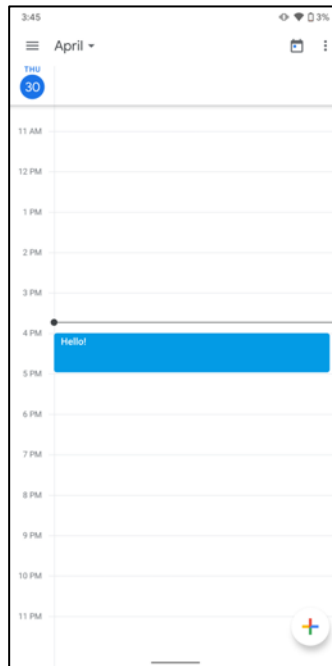 3:45 3%
April
THU
30
11 AM
12 PM
1 PM
2 PM
3 PM
4 PM
Hello!
5 PM
6 PM
7 PM
8 PM
9 PM
10 PM
11 PM